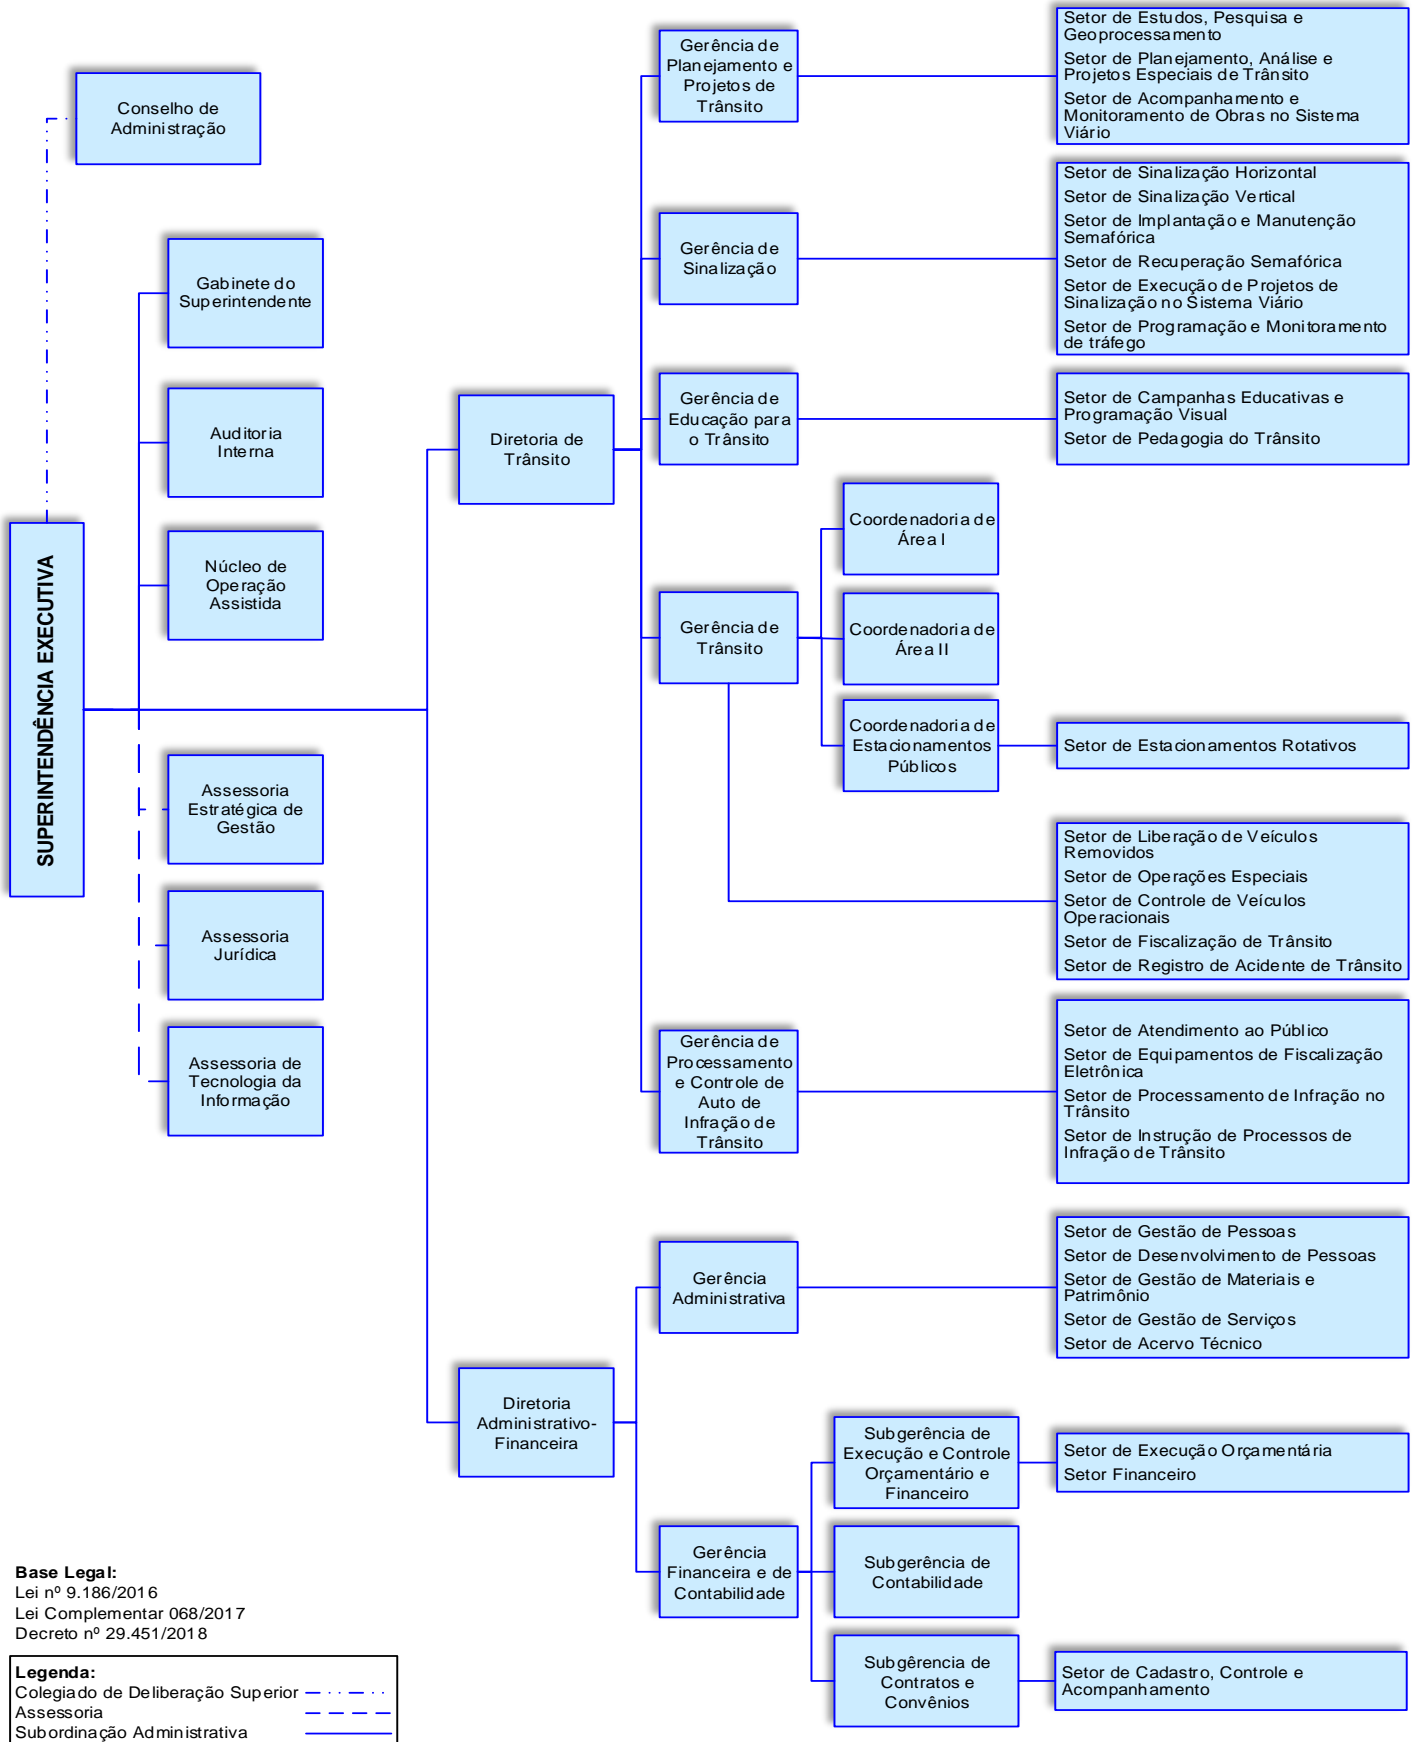 Conselho de
Administração
Gabinete do
Superintendente
Auditoria
Interna
Núcleo de
Operação
Assistida
SUPERINTENDÊNCIA EXECUTIVA
Assessoria
Estratégica de
Gestão
Assessoria
Jurídica
Assessoria de
Tecnologia da
Informação
Diretoria de
Trânsito
Gerência de
Planejamento e
Projetos de
Trânsito
Setor de Estudos, Pesquisa e
Geoprocessamento
Setor de Planejamento, Análise e
Projetos Especiais de Trânsito
Setor de Acompanhamento e
Monitoramento de Obras no Sistema
Viário
Gerência de
Sinalização
Setor de Sinalização Horizontal
Setor de Sinalização Vertical
Setor de Implantação e Manutenção
Semafórica
Setor de Recuperação Semafórica
Setor de Execução de Projetos de
Sinalização no Sistema Viário
Setor de Programação e Monitoramento
de tráfego
Gerência de
Educação para
o Trânsito
Setor de Campanhas Educativas e
Programação Visual
Setor de Pedagogia do Trânsito
Gerência de
Trânsito
Coordenadoria de
Área I
Coordenadoria de
Área II
Coordenadoria de
Estacionamentos
Públicos
Setor de Estacionamentos Rotativos
Setor de Liberação de Veículos
Removidos
Setor de Operações Especiais
Setor de Controle de Veículos
Operacionais
Setor de Fiscalização de Trânsito
Setor de Registro de Acidente de Trânsito
Gerência de
Processamento
e Controle de
Auto de
Infração de
Trânsito
Setor de Atendimento ao Público
Setor de Equipamentos de Fiscalização
Eletrônica
Setor de Processamento de Infração no
Trânsito
Setor de Instrução de Processos de
Infração de Trânsito
Diretoria
Administrativo-
Financeira
Gerência
Administrativa
Setor de Gestão de Pessoas
Setor de Desenvolvimento de Pessoas
Setor de Gestão de Materiais e
Patrimônio
Setor de Gestão de Serviços
Setor de Acervo Técnico
Gerência
Financeira e de
Contabilidade
Subgerência de
Execução e Controle
Orçamentário e
Financeiro
Setor de Execução Orçamentária
Setor Financeiro
Subgerência de
Contabilidade
Subgêrencia de
Contratos e
Convênios
Setor de Cadastro, Controle e
Acompanhamento
Base Legal:
Lei nº 9.186/2016
Lei Complementar 068/2017
Decreto nº 29.451/2018
Legenda:
Colegiado de Deliberação Superior
Assessoria
Subordinação Administrativa